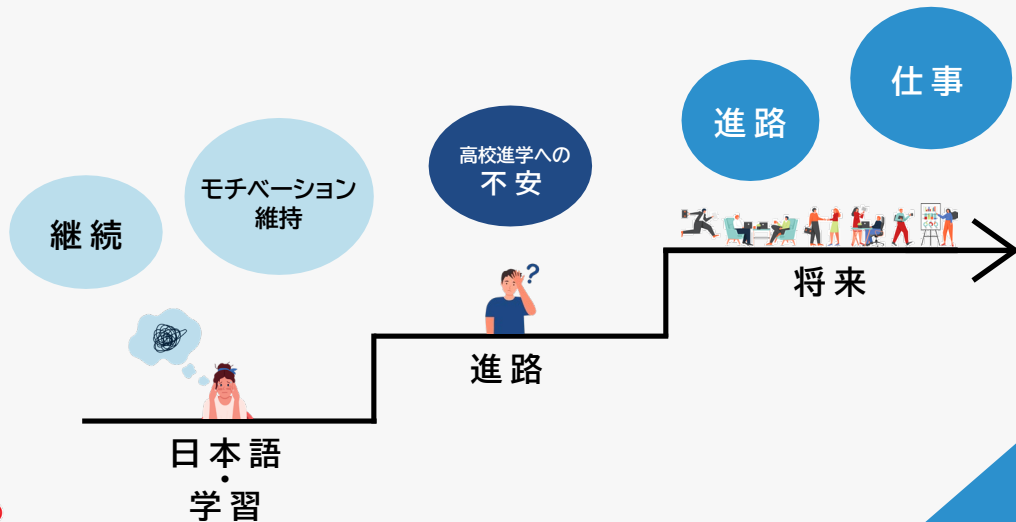 継続
モチベーション
維持
日本語
・
学習
高校進学への
不安
?
進路
進路
仕事
将来